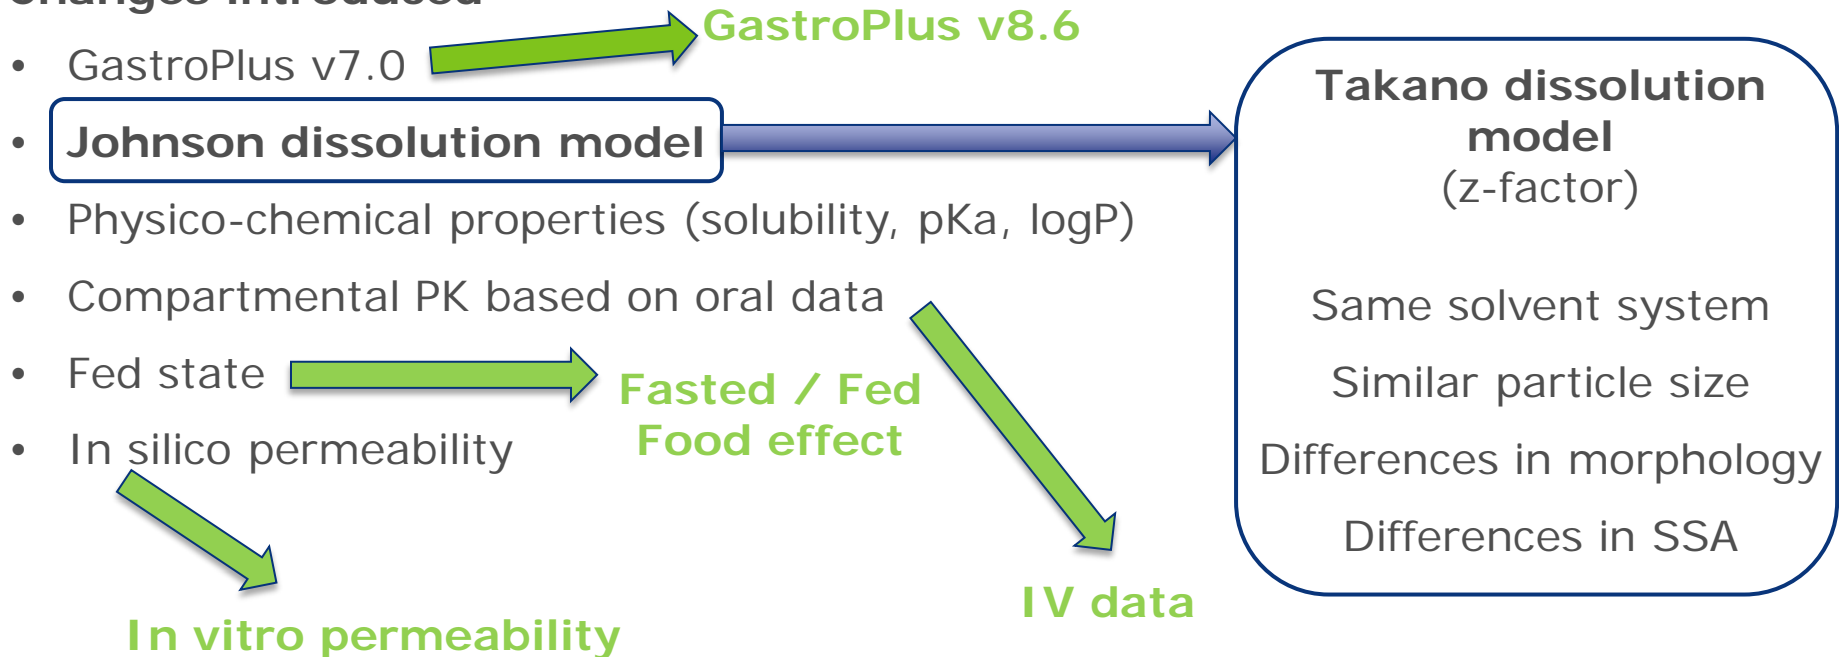 Changes introduced
GastroPlus v8.6
• GastroPlus v7.0
• Johnson dissolution model
• Physico-chemical properties (solubility, pKa, logP)
• Compartmental PK based on oral data
• Fed state
Fasted / Fed
Food effect
• In silico permeability
IV data
In vitro permeability
Takano dissolution
model
(z-factor)
Same solvent system
Similar particle size
Differences in morphology
Differences in SSA